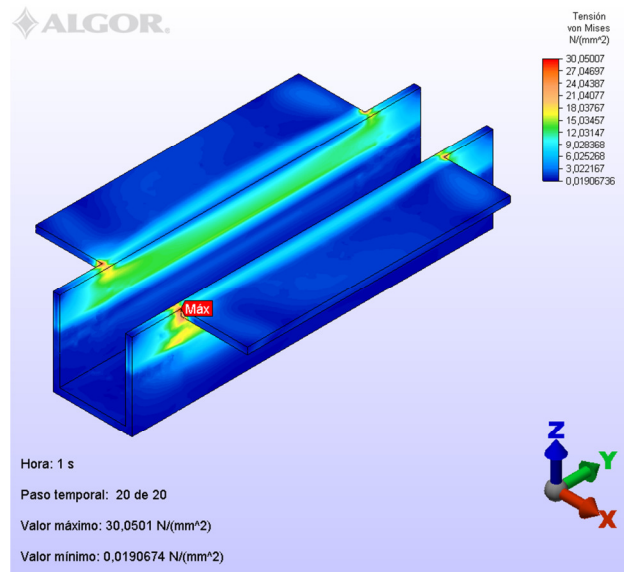 ALGOR.
Tensión
von Mises
N/(mm^2)
30,05007
27,04697
24,04387
21,04077
18,03767
15,03457
12,03147
9,028368
6,025268
3,022167
0,01906736
Máx
Hora: 1 s
Paso temporal: 20 de 20
Valor máximo: 30,0501 N/(mm^2)
Valor mínimo: 0,0190674 N/(mm^2)
Z
Y
X